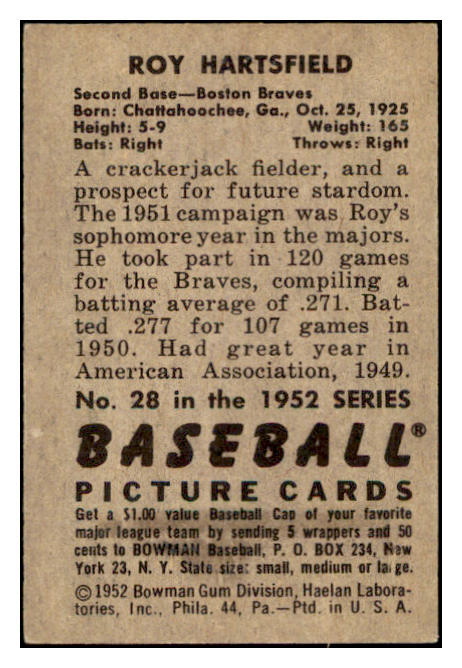 ROY HARTSFIELD
Second Base—Boston Braves
Born: Chattahoochee, Ga., Oct. 25, 1925
Height: 5-9 Weight: 165
Bats: Right Throws: Right
A crackerjack fielder, and a
prospect for future stardom.
The 1951 campaign was Roy's
sophomore year in the majors.
He took part in 120 games
for the Braves, compiling a
batting average of .271. Bat-
ted .277 for 107 games in
1950. Had great year in
American Association, 1949.
No. 28 in the 1952 SERIES
BASEBALL®
PICTURE CARDS
Get a $1.00 value Baseball Cap of your favorite
major league team by sending 5 wrappers and 50
cents to BOWMAN Baseball, P. O. BOX 234, New
York 23, N. Y. State size: small, medium or large.
©1952 Bowman Gum Division, Haelan Labora-
tories, Inc., Phila. 44, Pa.—Ptd. in U. S. A.